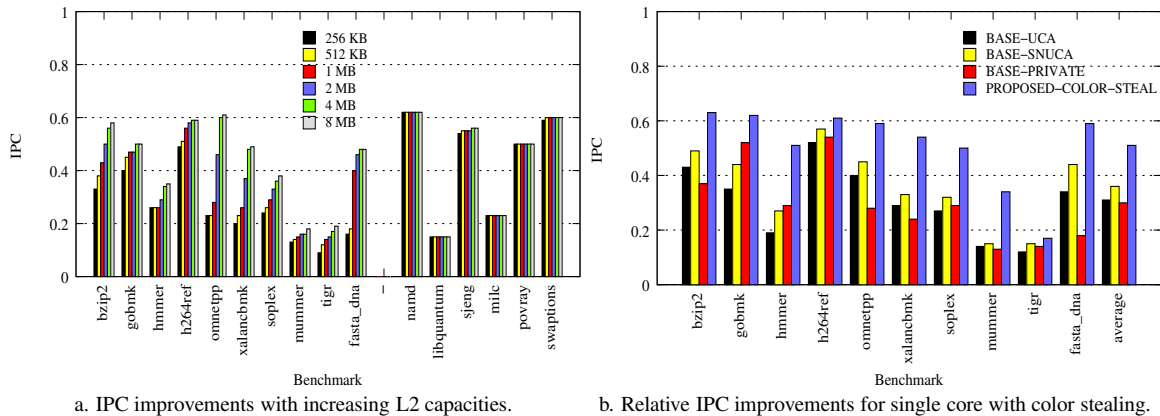 1
0.8
0.6
0.4
0.2
0
IPC
256 KB
512 KB
1 MB
2 MB
4 MB
8 MB
bzip2
gobmk
hmmer
h264ref
omnetpp
xalancbmk
soplex
mummer
tigr
fasta_dna
_
namd
libquantum
sjeng
milc
povray
swaptions
Benchmark
a. IPC improvements with increasing L2 capacities.
1
0.8
0.6
0.4
0.2
0
IPC
BASE-UCA
BASE-SNUCA
BASE-PRIVATE
PROPOSED-COLOR-STEAL
bzip2
gobmk
hmmer
h264ref
omnetpp
xalancbmk
soplex
mummer
tigr
fasta_dna
average
Benchmark
b. Relative IPC improvements for single core with color stealing.